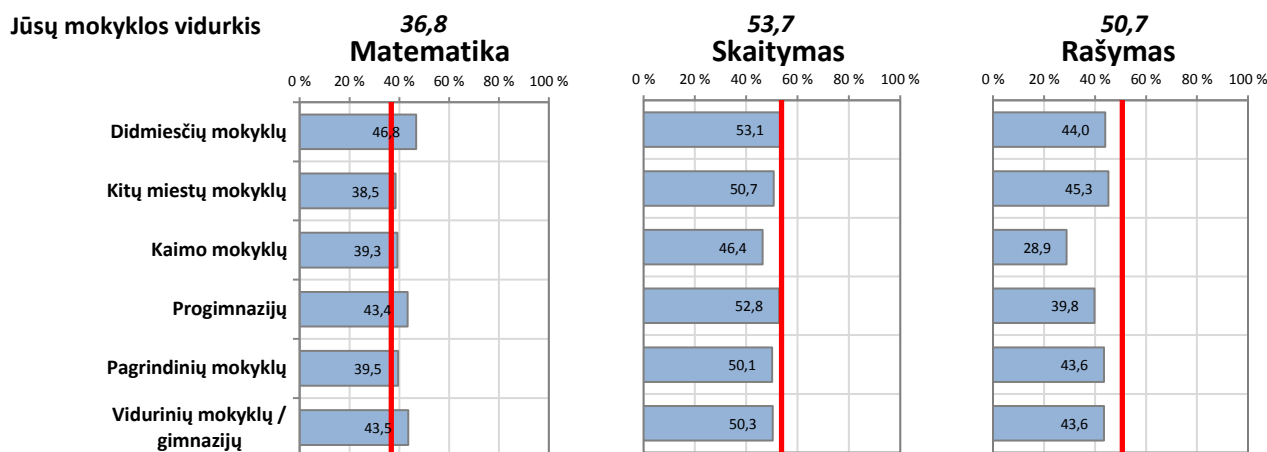 Jūsų mokyklos vidurkis 36,8 53,7 50,7
Matematika Skaitymas Rašymas
0 % 20 % 40 % 60 % 80 % 100 % 0 % 20 % 40 % 60 % 80 % 100 % 0 % 20 % 40 % 60 % 80 % 100 %
Didmiesčių mokyklų 46,8 53,1 44,0
Kitų miestų mokyklų 38,5 50,7 45,3
Kaimo mokyklų 39,3 46,4 28,9
Progimnazijų 43,4 52,8 39,8
Pagrindinių mokyklų 39,5 50,1 43,6
Vidurinių mokyklų /
gimnazijų 43,5 50,3 43,6